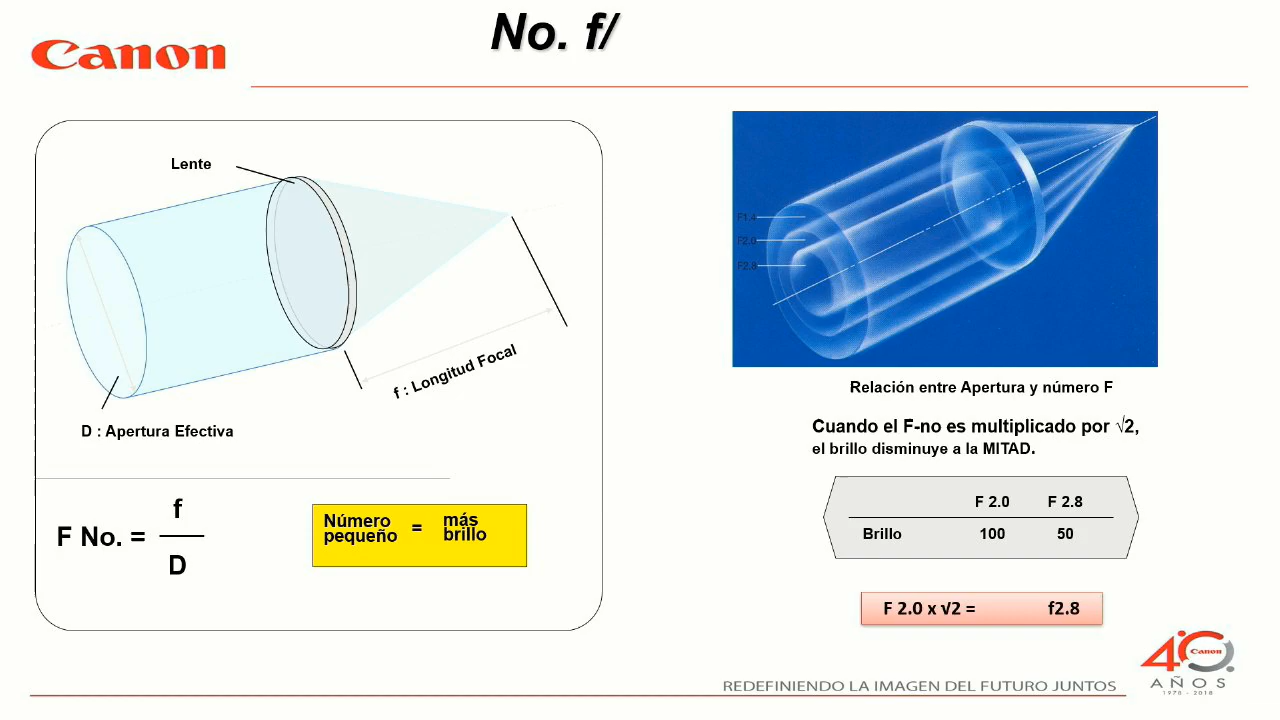 No. f/
Canon
Lente
f : Longitud Focal
D : Apertura Efectiva
F No. = f
D
Número pequeño = más brillo
F1.4
F2.0
F2.8
Relación entre Apertura y número F
Cuando el F-no es multiplicado por √2,
el brillo disminuye a la MITAD.
F 2.0 F 2.8
Brillo 100 50
F 2.0 x √2 = f2.8
REDEFINIENDO LA IMAGEN DEL FUTURO JUNTOS
40
Canon
AÑOS
1978 - 2018